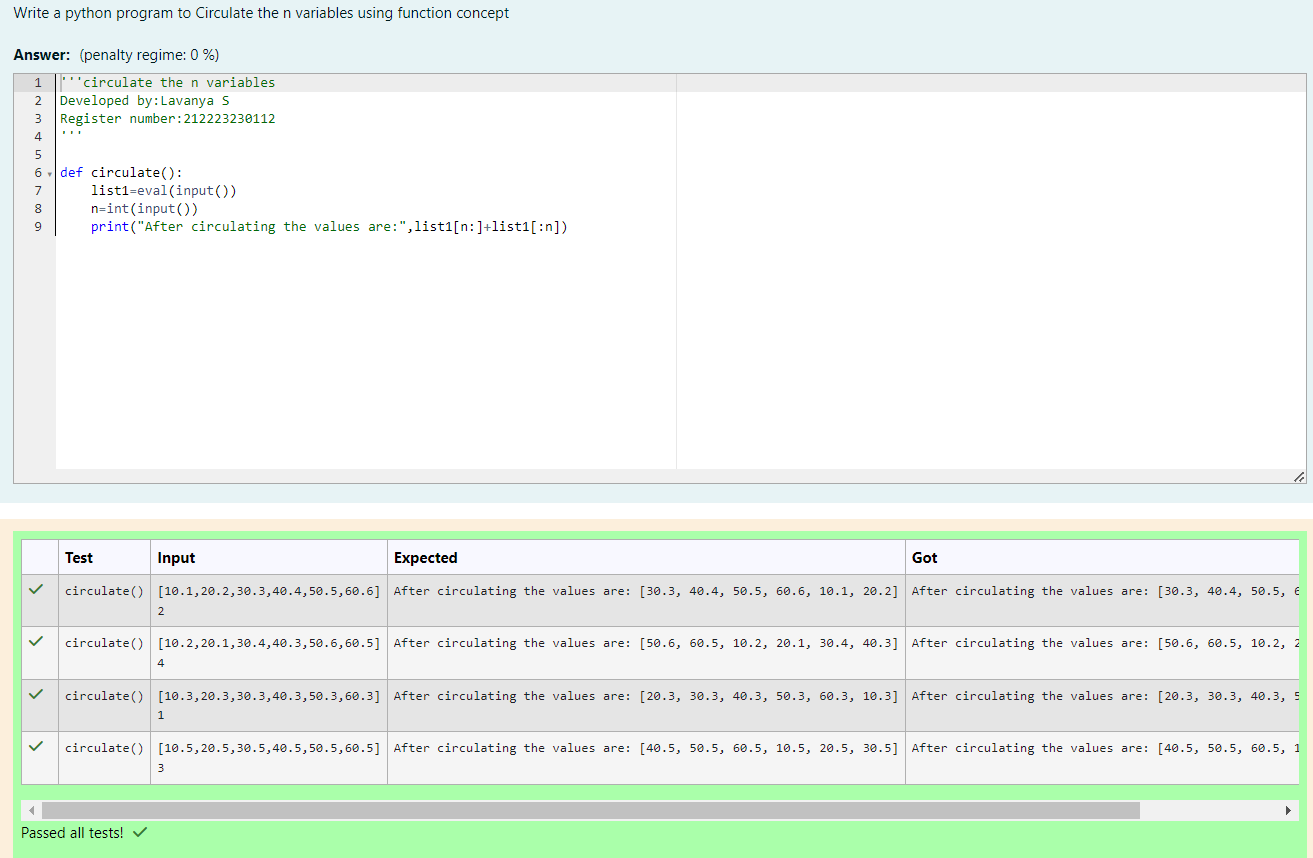 Write a python program to Circulate the n variables using function concept
Answer: (penalty regime: 0 %)
1 '''circulate the n variables
2 Developed by:Lavanya S
3 Register number:212223230112
4 '''
5
6 def circulate():
7     list1=eval(input())
8     n=int(input())
9     print("After circulating the values are:",list1[n:]+list1[:n])
Test Input Expected Got
circulate() [10.1,20.2,30.3,40.4,50.5,60.6] After circulating the values are: [30.3, 40.4, 50.5, 60.6, 10.1, 20.2] After circulating the values are: [30.3, 40.4, 50.5,
2
circulate() [10.2,20.1,30.4,40.3,50.6,60.5] After circulating the values are: [50.6, 60.5, 10.2, 20.1, 30.4, 40.3] After circulating the values are: [50.6, 60.5, 10.2,
4
circulate() [10.3,20.3,30.3,40.3,50.3,60.3] After circulating the values are: [20.3, 30.3, 40.3, 50.3, 60.3, 10.3] After circulating the values are: [20.3, 30.3, 40.3,
1
circulate() [10.5,20.5,30.5,40.5,50.5,60.5] After circulating the values are: [40.5, 50.5, 60.5, 10.5, 20.5, 30.5] After circulating the values are: [40.5, 50.5, 60.5,
3
Passed all tests!